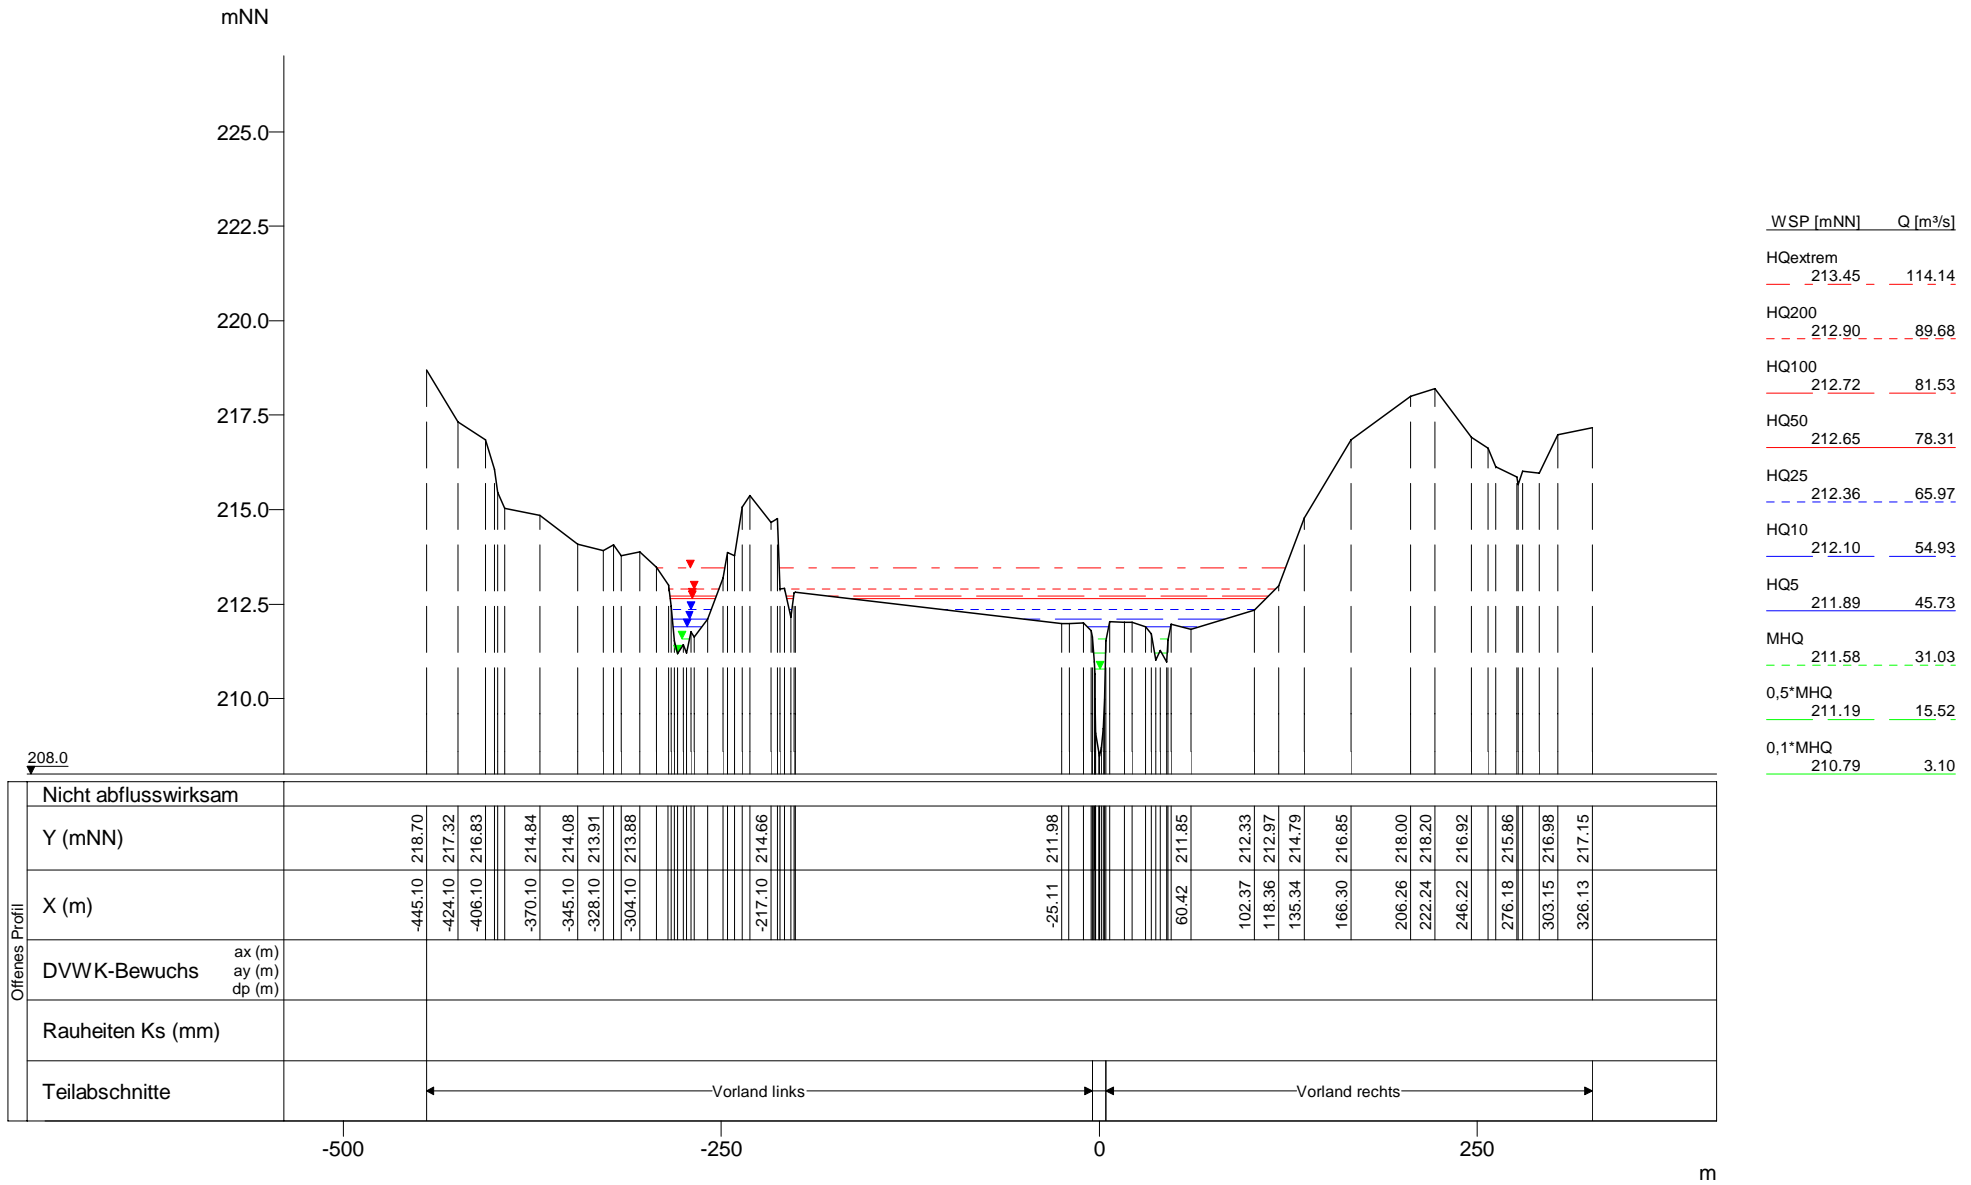 mNN
225.0
222.5
220.0
217.5
215.0
212.5
210.0
208.0
WSP [mNN] Q [m³/s]
HQextrem
213.45 114.14
HQ200
212.90 89.68
HQ100
212.72 81.53
HQ50
212.65 78.31
HQ25
212.36 65.97
HQ10
212.10 54.93
HQ5
211.89 45.73
MHQ
211.58 31.03
0,5*MHQ
211.19 15.52
0,1*MHQ
210.79 3.10
Offenes Profil
Nicht abflusswirksam
Y (mNN) 218.70 217.32 216.83 214.84 214.08 213.91 213.88 214.66 211.98 211.85 212.33 212.97 214.79 216.85 218.00 218.20 216.92 215.86 216.98 217.15
X (m) -445.10 -424.10 -406.10 -370.10 -345.10 -328.10 -304.10 -217.10 -25.11 60.42 102.37 118.36 135.34 166.30 206.26 222.24 246.22 276.18 303.15 326.13
DVWK-Bewuchs
ax (m)
ay (m)
dp (m)
Rauheiten Ks (mm)
Teilabschnitte Vorland links Vorland rechts
-500 -250 0 250
m